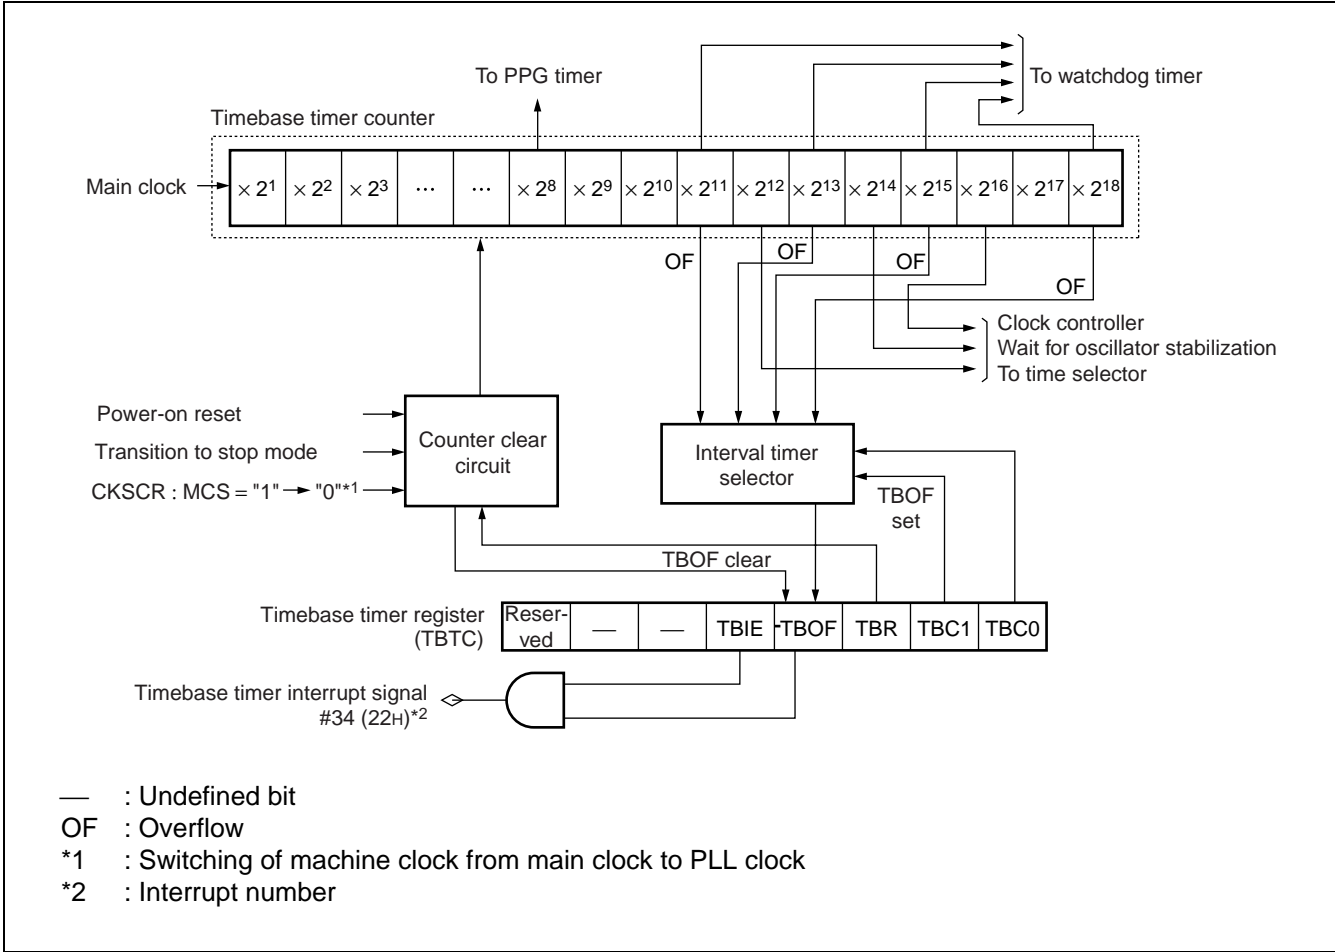 To PPG timer
To watchdog timer
Timebase timer counter
Main clock
× 2¹ × 2² × 2³ ... ... × 2⁸ × 2⁹ × 2¹⁰ × 2¹¹ × 2¹² × 2¹³ × 2¹⁴ × 2¹⁵ × 2¹⁶ × 2¹⁷ × 2¹⁸
OF
OF
OF
OF
Clock controller
Wait for oscillator stabilization
To time selector
Power-on reset
Transition to stop mode
CKSCR : MCS = "1" → "0"*1
Counter clear
circuit
Interval timer
selector
TBOF
set
TBOF clear
Timebase timer register
(TBTC)
Reser-
ved — — TBIE TBOF TBR TBC1 TBC0
Timebase timer interrupt signal
#34 (22H)*2
— : Undefined bit
OF : Overflow
*1 : Switching of machine clock from main clock to PLL clock
*2 : Interrupt number